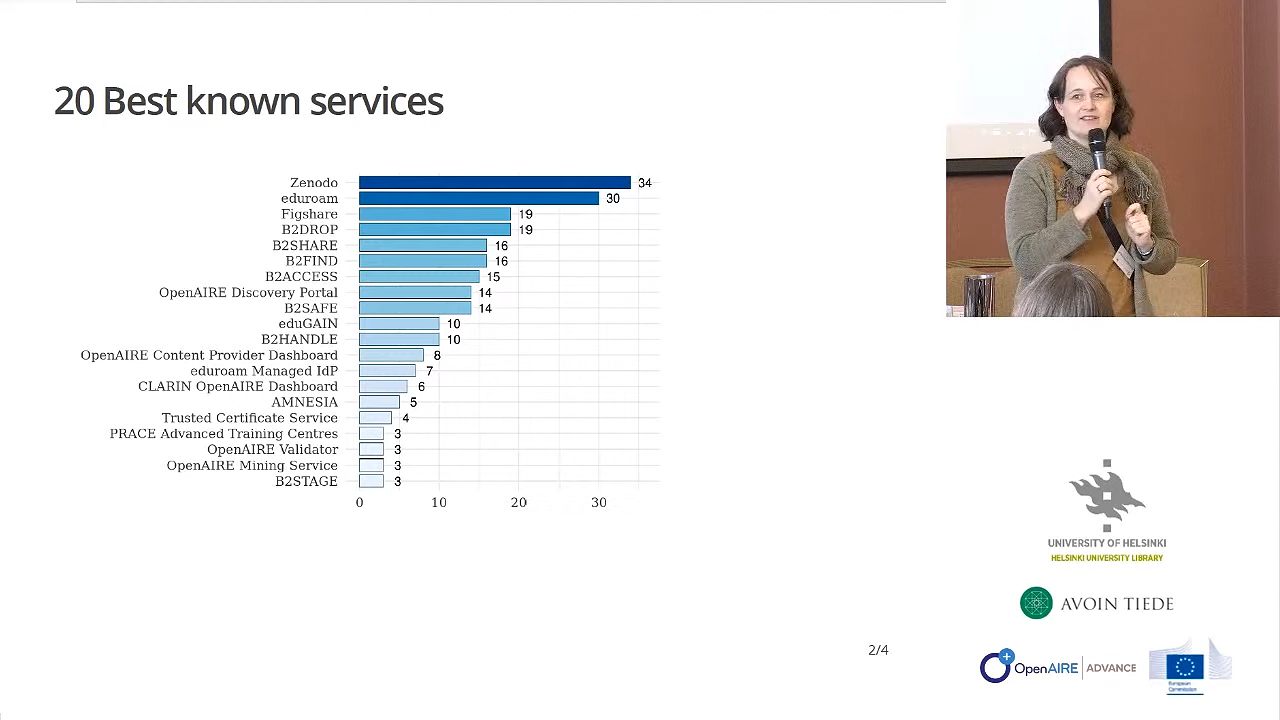 20 Best known services
Zenodo 34
eduroam 30
Figshare 19
B2DROP 19
B2SHARE 16
B2FIND 16
B2ACCESS 15
OpenAIRE Discovery Portal 14
B2SAFE 14
eduGAIN 10
B2HANDLE 10
OpenAIRE Content Provider Dashboard 8
eduroam Managed IdP 7
CLARIN OpenAIRE Dashboard 6
AMNESIA 5
Trusted Certificate Service 4
PRACE Advanced Training Centres 3
OpenAIRE Validator 3
OpenAIRE Mining Service 3
B2STAGE 3
0 10 20 30
UNIVERSITY OF HELSINKI
HELSINKI UNIVERSITY LIBRARY
AVOIN TIEDE
2/4
OpenAIRE ADVANCE
European
Commission